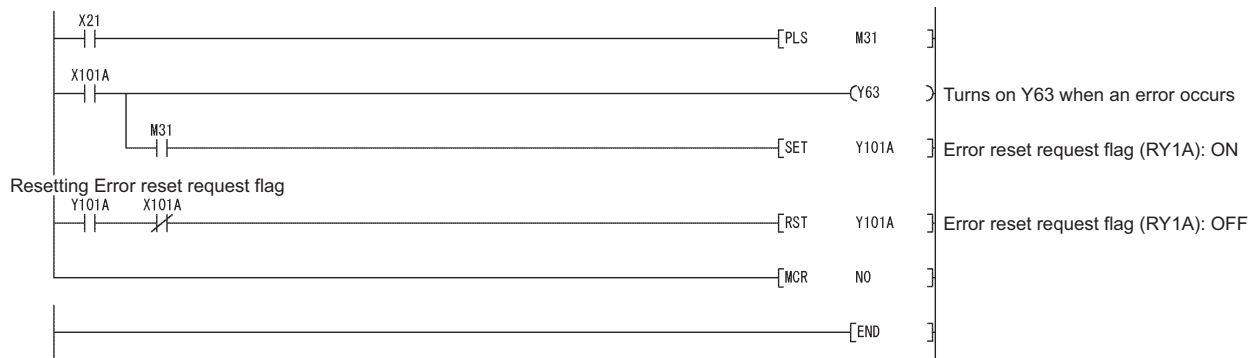 X21
[PLS M31 ]
X101A
(Y63 ) Turns on Y63 when an error occurs
M31
[SET Y101A ] Error reset request flag (RY1A): ON
Resetting Error reset request flag
Y101A X101A
[RST Y101A ] Error reset request flag (RY1A): OFF
[MCR N0 ]
[END ]